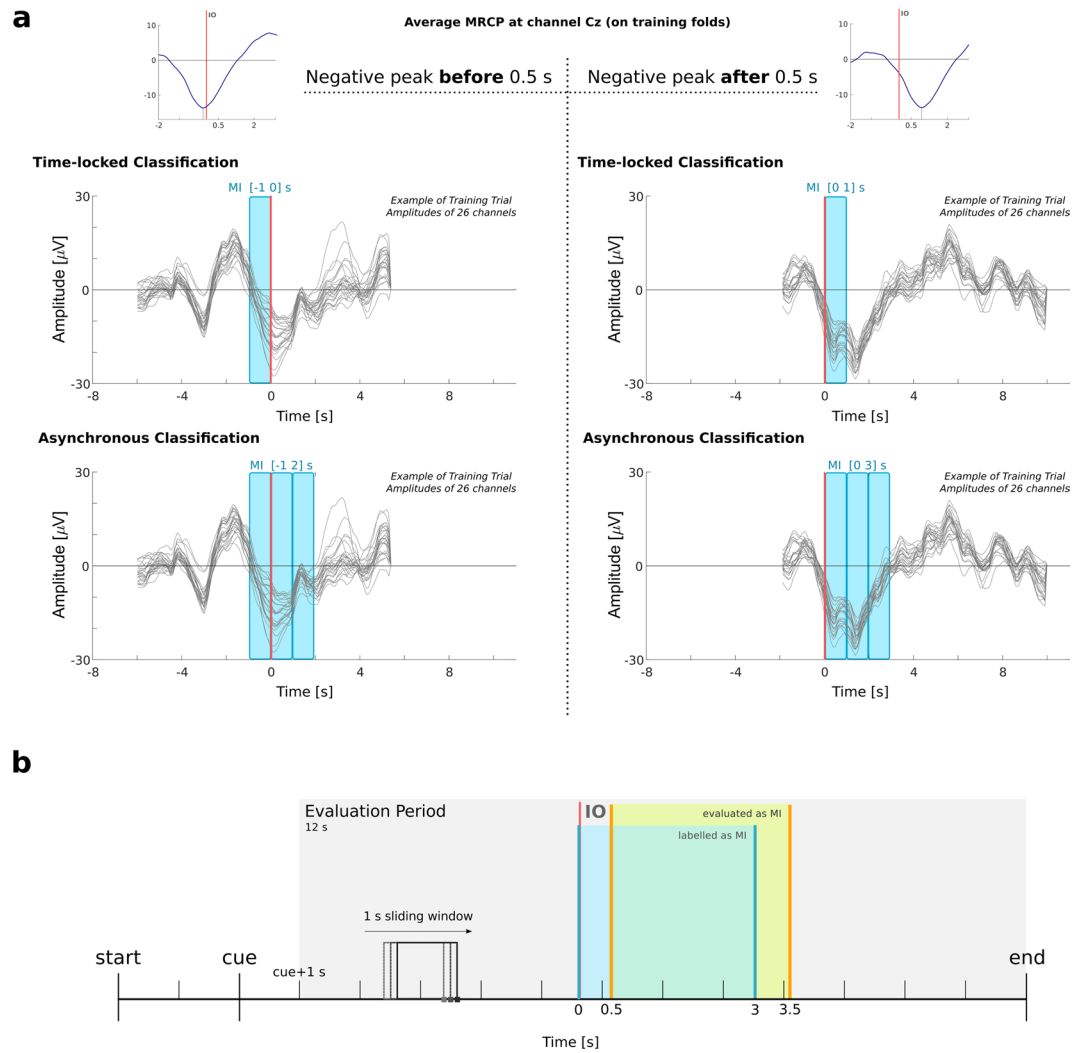 a
Average MRCP at channel Cz (on training folds)
IO
10
0
-10
-2
0.5
2
Negative peak before 0.5 s
Negative peak after 0.5 s
IO
10
0
-10
-2
0.5
2
Time-locked Classification
MI [-1 0] s
Example of Training Trial
Amplitudes of 26 channels
30
0
-30
Amplitude [μV]
-8
-4
0
4
8
Time [s]
Time-locked Classification
MI [0 1] s
Example of Training Trial
Amplitudes of 26 channels
30
0
-30
Amplitude [μV]
-8
-4
0
4
8
Time [s]
Asynchronous Classification
MI [-1 2] s
Example of Training Trial
Amplitudes of 26 channels
30
0
-30
Amplitude [μV]
-8
-4
0
4
8
Time [s]
Asynchronous Classification
MI [0 3] s
Example of Training Trial
Amplitudes of 26 channels
30
0
-30
Amplitude [μV]
-8
-4
0
4
8
Time [s]
b
Evaluation Period
12 s
IO
evaluated as MI
labelled as MI
1 s sliding window
start
cue
cue+1 s
end
0
0.5
3
3.5
Time [s]